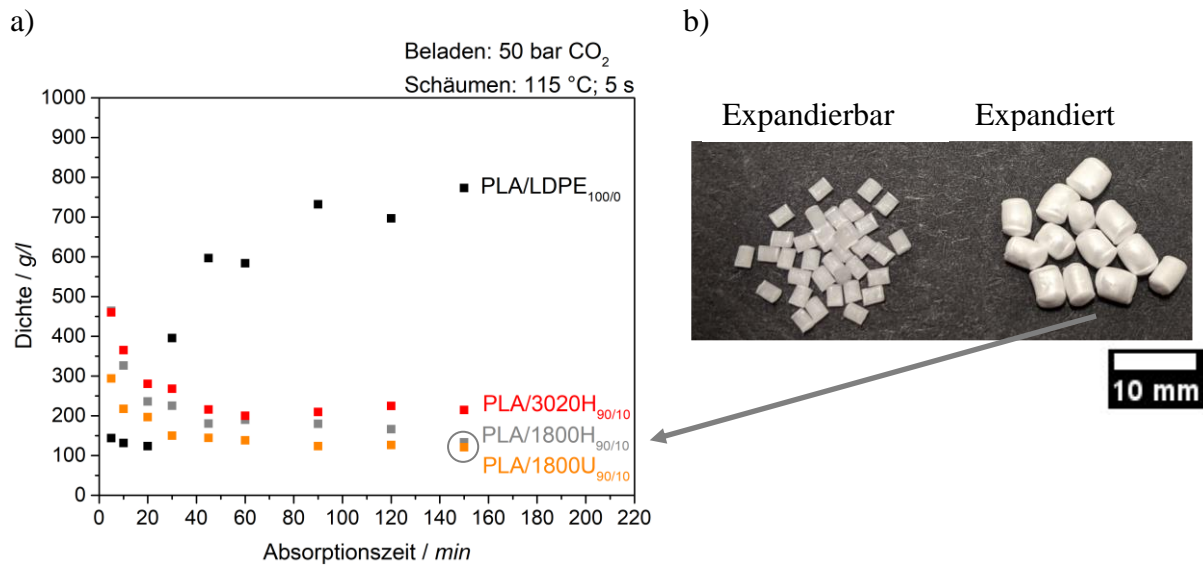 a)
Beladen: 50 bar CO₂
Schäumen: 115 °C; 5 s
1000
900
800
700
600
500
400
300
200
100
0
Dichte / g/l
PLA/LDPE₁₀₀/₀
PLA/3020H₉₀/₁₀
PLA/1800H₉₀/₁₀
PLA/1800U₉₀/₁₀
0 20 40 60 80 100 120 140 160 180 200 220
Absorptionszeit / min
b)
Expandierbar Expandiert
10 mm